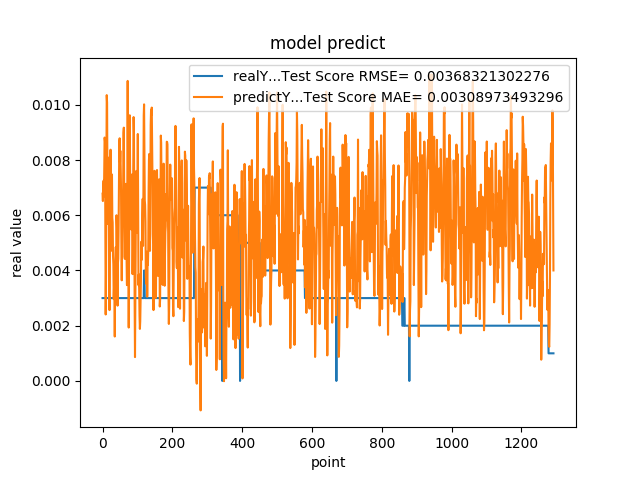 model predict
realY...Test Score RMSE= 0.00368321302276
predictY...Test Score MAE= 0.00308973493296
0.010
0.008
0.006
0.004
0.002
0.000
real value
0 200 400 600 800 1000 1200
point